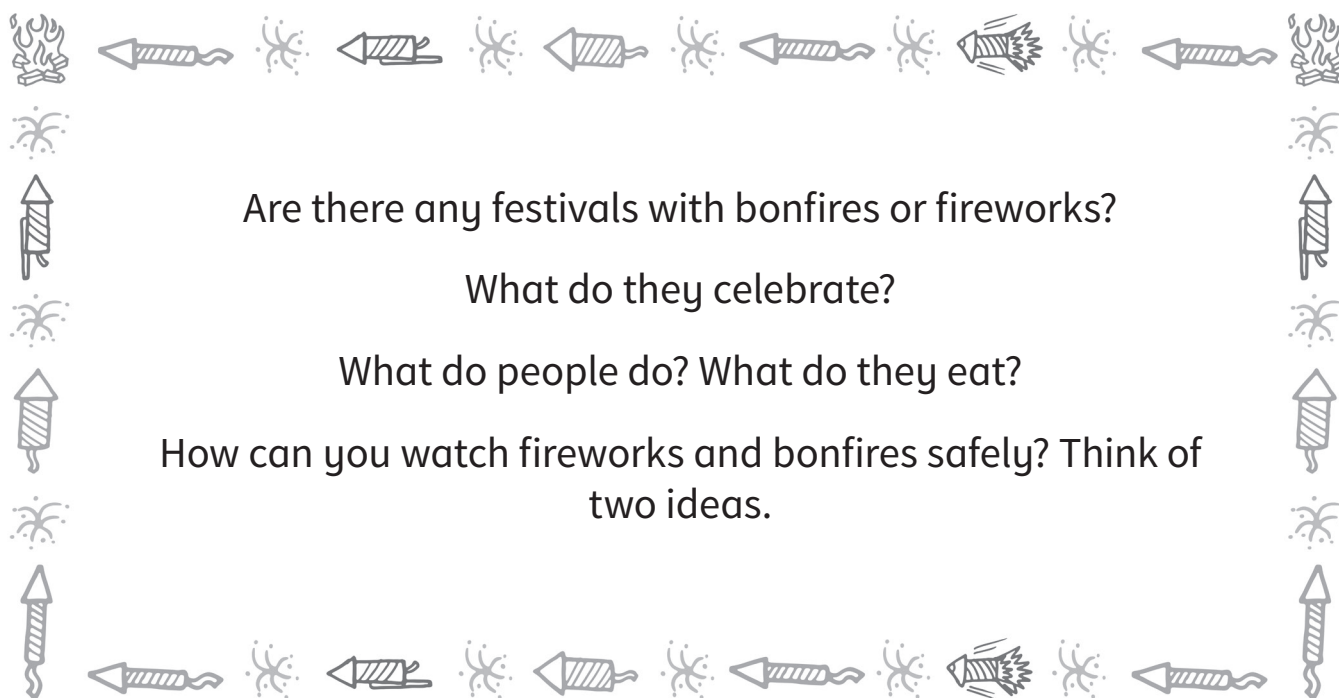 Are there any festivals with bonfires or fireworks?
What do they celebrate?
What do people do? What do they eat?
How can you watch fireworks and bonfires safely? Think of
two ideas.